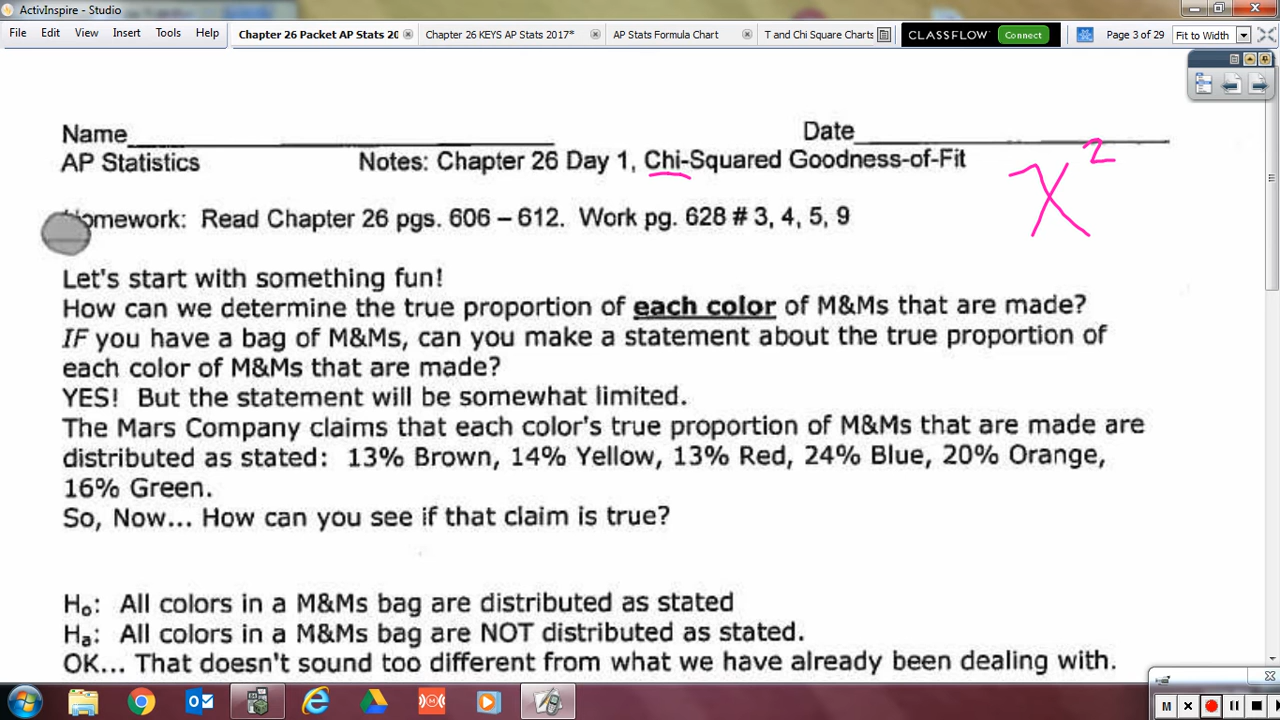 ActivInspire - Studio
File Edit View Insert Tools Help Chapter 26 Packet AP Stats 20 Chapter 26 KEYS AP Stats 2017* AP Stats Formula Chart T and Chi Square Charts CLASSFLOW Connect Page 3 of 29 Fit to Width
Name Date
AP Statistics Notes: Chapter 26 Day 1, Chi-Squared Goodness-of-Fit
χ²
Homework: Read Chapter 26 pgs. 606 – 612. Work pg. 628 # 3, 4, 5, 9
Let's start with something fun!
How can we determine the true proportion of each color of M&Ms that are made?
IF you have a bag of M&Ms, can you make a statement about the true proportion of
each color of M&Ms that are made?
YES! But the statement will be somewhat limited.
The Mars Company claims that each color's true proportion of M&Ms that are made are
distributed as stated: 13% Brown, 14% Yellow, 13% Red, 24% Blue, 20% Orange,
16% Green.
So, Now... How can you see if that claim is true?
Hₒ: All colors in a M&Ms bag are distributed as stated
Hₐ: All colors in a M&Ms bag are NOT distributed as stated.
OK... That doesn't sound too different from what we have already been dealing with.
M